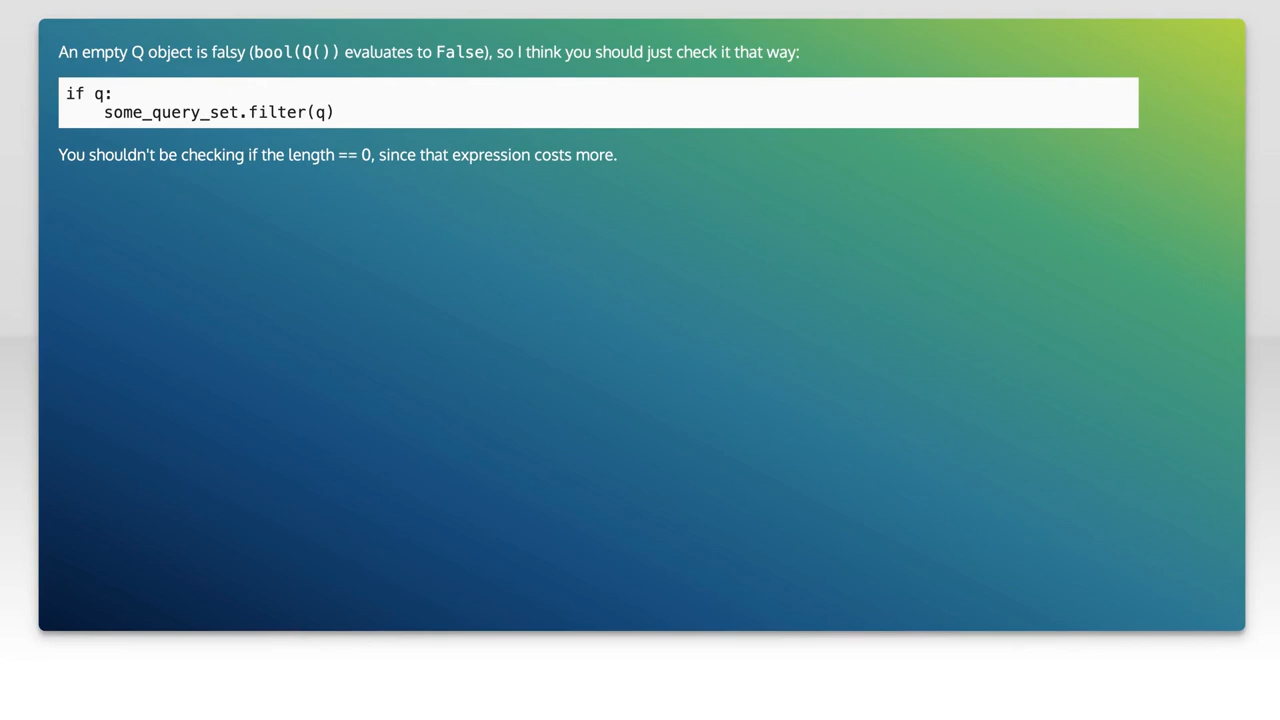 An empty Q object is falsy (bool(Q()) evaluates to False), so I think you should just check it that way:
if q:
    some_query_set.filter(q)
You shouldn't be checking if the length == 0, since that expression costs more.